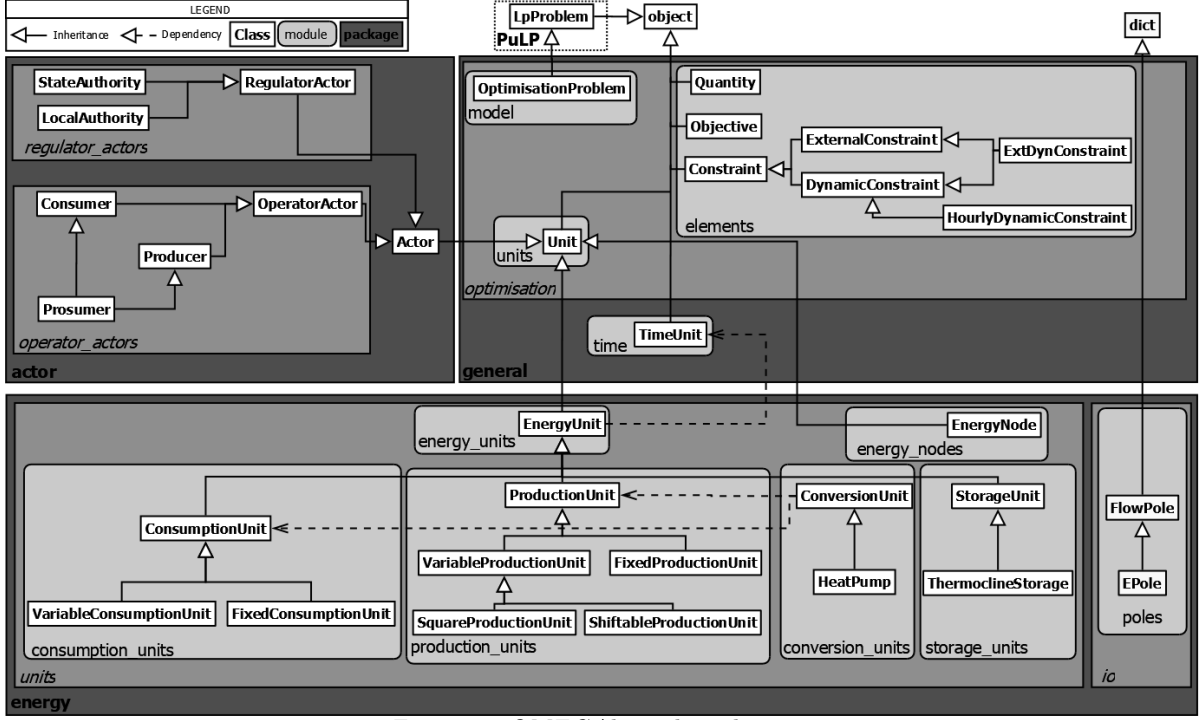 LEGEND
Inheritance
Dependency
Class
module
package
LpProblem
object
PuLP
dict
StateAuthority
RegulatorActor
LocalAuthority
regulator_actors
Consumer
OperatorActor
Producer
Prosumer
operator_actors
Actor
actor
OptimisationProblem
model
Quantity
Objective
Constraint
ExternalConstraint
ExtDynConstraint
DynamicConstraint
HourlyDynamicConstraint
elements
Unit
units
optimisation
TimeUnit
time
general
EnergyUnit
energy_units
EnergyNode
energy_nodes
ConsumptionUnit
VariableConsumptionUnit
FixedConsumptionUnit
consumption_units
ProductionUnit
VariableProductionUnit
FixedProductionUnit
SquareProductionUnit
ShiftableProductionUnit
production_units
ConversionUnit
HeatPump
conversion_units
StorageUnit
ThermoclineStorage
storage_units
units
FlowPole
EPole
poles
io
energy